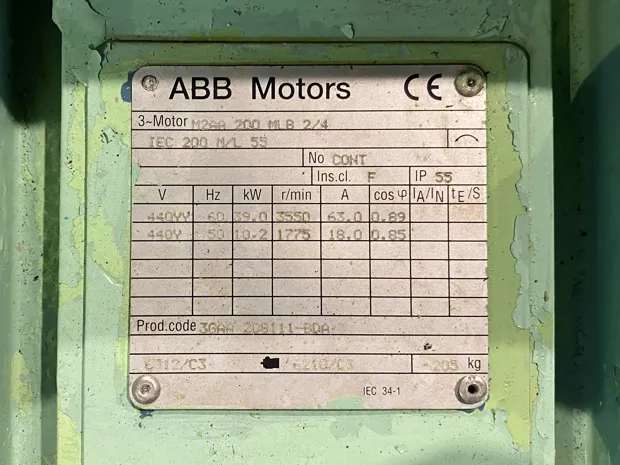 ABB Motors CE
3~Motor M2AA 200 MLB 2/4
IEC 200 M/L 55
No CONT
Ins.cl. F IP 55
V Hz kW r/min A cos φ IA/IN tE/S
440YY 60 39.0 3550 63.0 0.89
440Y 50 10.2 1775 18.0 0.85
Prod.code 3GAA 208111-BDA
6312/C3 6210/C3 205 kg
IEC 34-1